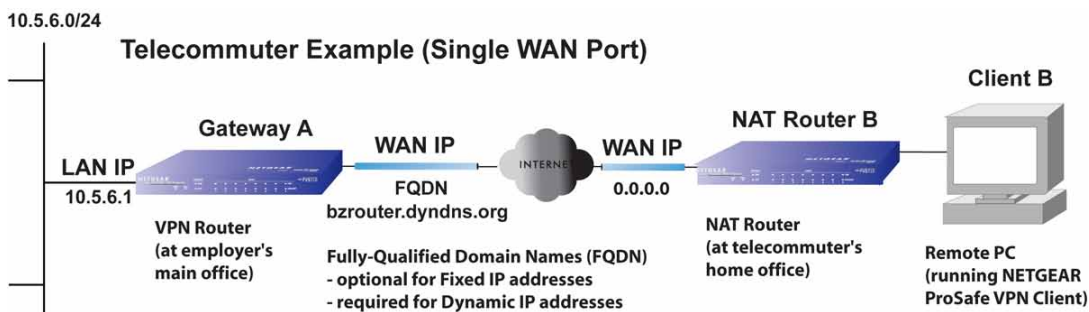 10.5.6.0/24
Telecommuter Example (Single WAN Port)
Client B
Gateway A
NAT Router B
WAN IP
INTERNET
WAN IP
LAN IP
10.5.6.1
NETGEAR
NETGEAR
FQDN
bzrouter.dyndns.org
0.0.0.0
VPN Router
(at employer's
main office)
Fully-Qualified Domain Names (FQDN)
- optional for Fixed IP addresses
- required for Dynamic IP addresses
NAT Router
(at telecommuter's
home office)
Remote PC
(running NETGEAR
ProSafe VPN Client)